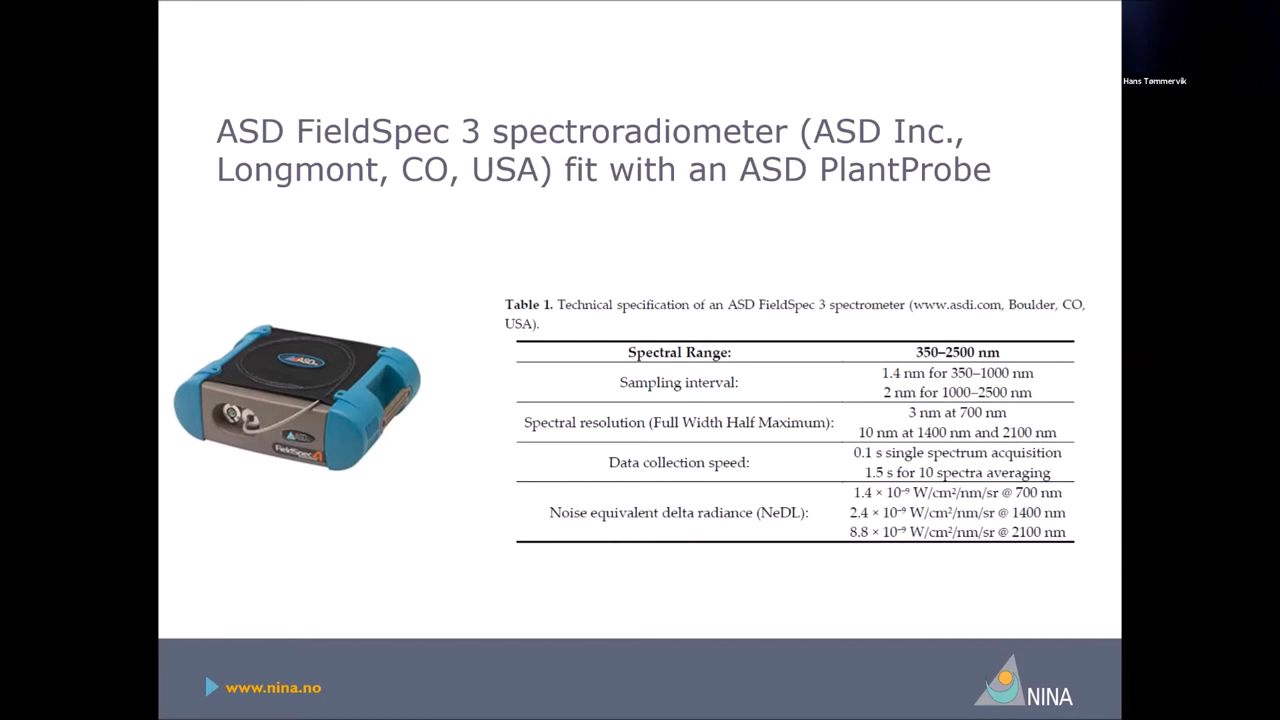 Hans Tømmervik
ASD FieldSpec 3 spectroradiometer (ASD Inc.,
Longmont, CO, USA) fit with an ASD PlantProbe
Table 1. Technical specification of an ASD FieldSpec 3 spectrometer (www.asdi.com, Boulder, CO,
USA).
Spectral Range: 350–2500 nm
Sampling interval: 1.4 nm for 350–1000 nm
2 nm for 1000–2500 nm
Spectral resolution (Full Width Half Maximum): 3 nm at 700 nm
10 nm at 1400 nm and 2100 nm
Data collection speed: 0.1 s single spectrum acquisition
1.5 s for 10 spectra averaging
Noise equivalent delta radiance (NeDL): 1.4 × 10⁻⁹ W/cm²/nm/sr @ 700 nm
2.4 × 10⁻⁹ W/cm²/nm/sr @ 1400 nm
8.8 × 10⁻⁹ W/cm²/nm/sr @ 2100 nm
ASD
ASD
FieldSpec
www.nina.no
NINA